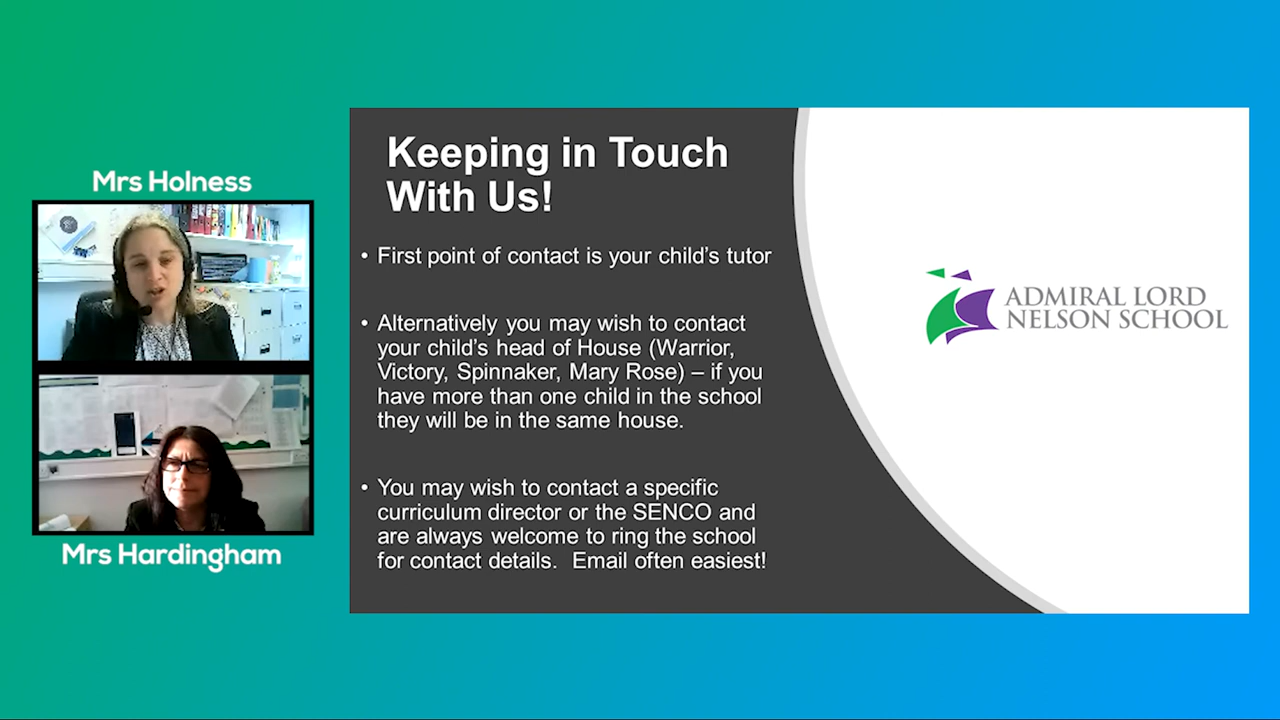 Mrs Holness
Mrs Hardingham
Keeping in Touch
With Us!
• First point of contact is your child’s tutor
• Alternatively you may wish to contact
your child’s head of House (Warrior,
Victory, Spinnaker, Mary Rose) – if you
have more than one child in the school
they will be in the same house.
• You may wish to contact a specific
curriculum director or the SENCO and
are always welcome to ring the school
for contact details.  Email often easiest!
ADMIRAL LORD
NELSON SCHOOL